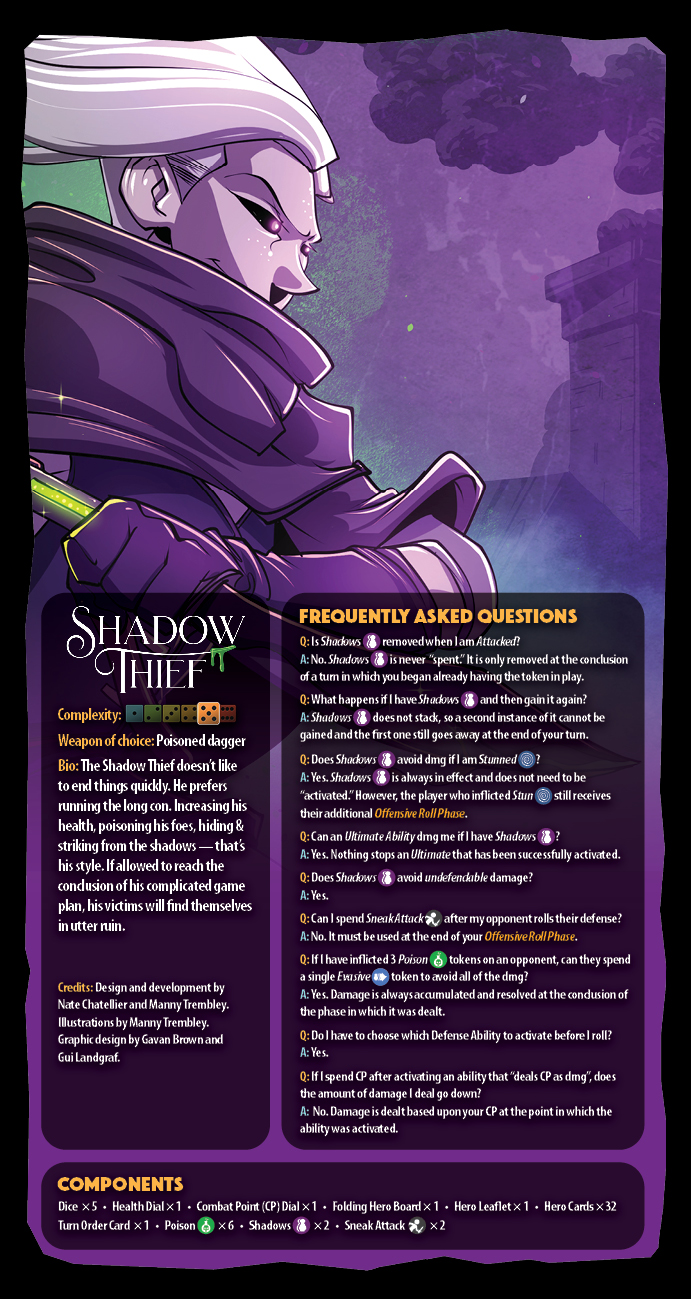 SHADOW
THIEF
Complexity:
Weapon of choice: Poisoned dagger
Bio: The Shadow Thief doesn't like
to end things quickly. He prefers
running the long con. Increasing his
health, poisoning his foes, hiding &
striking from the shadows — that's
his style. If allowed to reach the
conclusion of his complicated game
plan, his victims will find themselves
in utter ruin.
Credits: Design and development by
Nate Chatellier and Manny Trembley.
Illustrations by Manny Trembley.
Graphic design by Gavan Brown and
Gui Landgraf.
FREQUENTLY ASKED QUESTIONS
Q: Is Shadows removed when I am Attacked?
A: No. Shadows is never "spent." It is only removed at the conclusion
of a turn in which you began already having the token in play.
Q: What happens if I have Shadows and then gain it again?
A: Shadows does not stack, so a second instance of it cannot be
gained and the first one still goes away at the end of your turn.
Q: Does Shadows avoid dmg if I am Stunned ?
A: Yes. Shadows is always in effect and does not need to be
"activated." However, the player who inflicted Stun still receives
their additional Offensive Roll Phase.
Q: Can an Ultimate Ability dmg me if I have Shadows ?
A: Yes. Nothing stops an Ultimate that has been successfully activated.
Q: Does Shadows avoid undefendable damage?
A: Yes.
Q: Can I spend Sneak Attack after my opponent rolls their defense?
A: No. It must be used at the end of your Offensive Roll Phase.
Q: If I have inflicted 3 Poison tokens on an opponent, can they spend
a single Evasive token to avoid all of the dmg?
A: Yes. Damage is always accumulated and resolved at the conclusion of
the phase in which it was dealt.
Q: Do I have to choose which Defense Ability to activate before I roll?
A: Yes.
Q: If I spend CP after activating an ability that "deals CP as dmg", does
the amount of damage I deal go down?
A: No. Damage is dealt based upon your CP at the point in which the
ability was activated.
COMPONENTS
Dice ×5 • Health Dial ×1 • Combat Point (CP) Dial ×1 • Folding Hero Board ×1 • Hero Leaflet ×1 • Hero Cards ×32
Turn Order Card ×1 • Poison ×6 • Shadows ×2 • Sneak Attack ×2